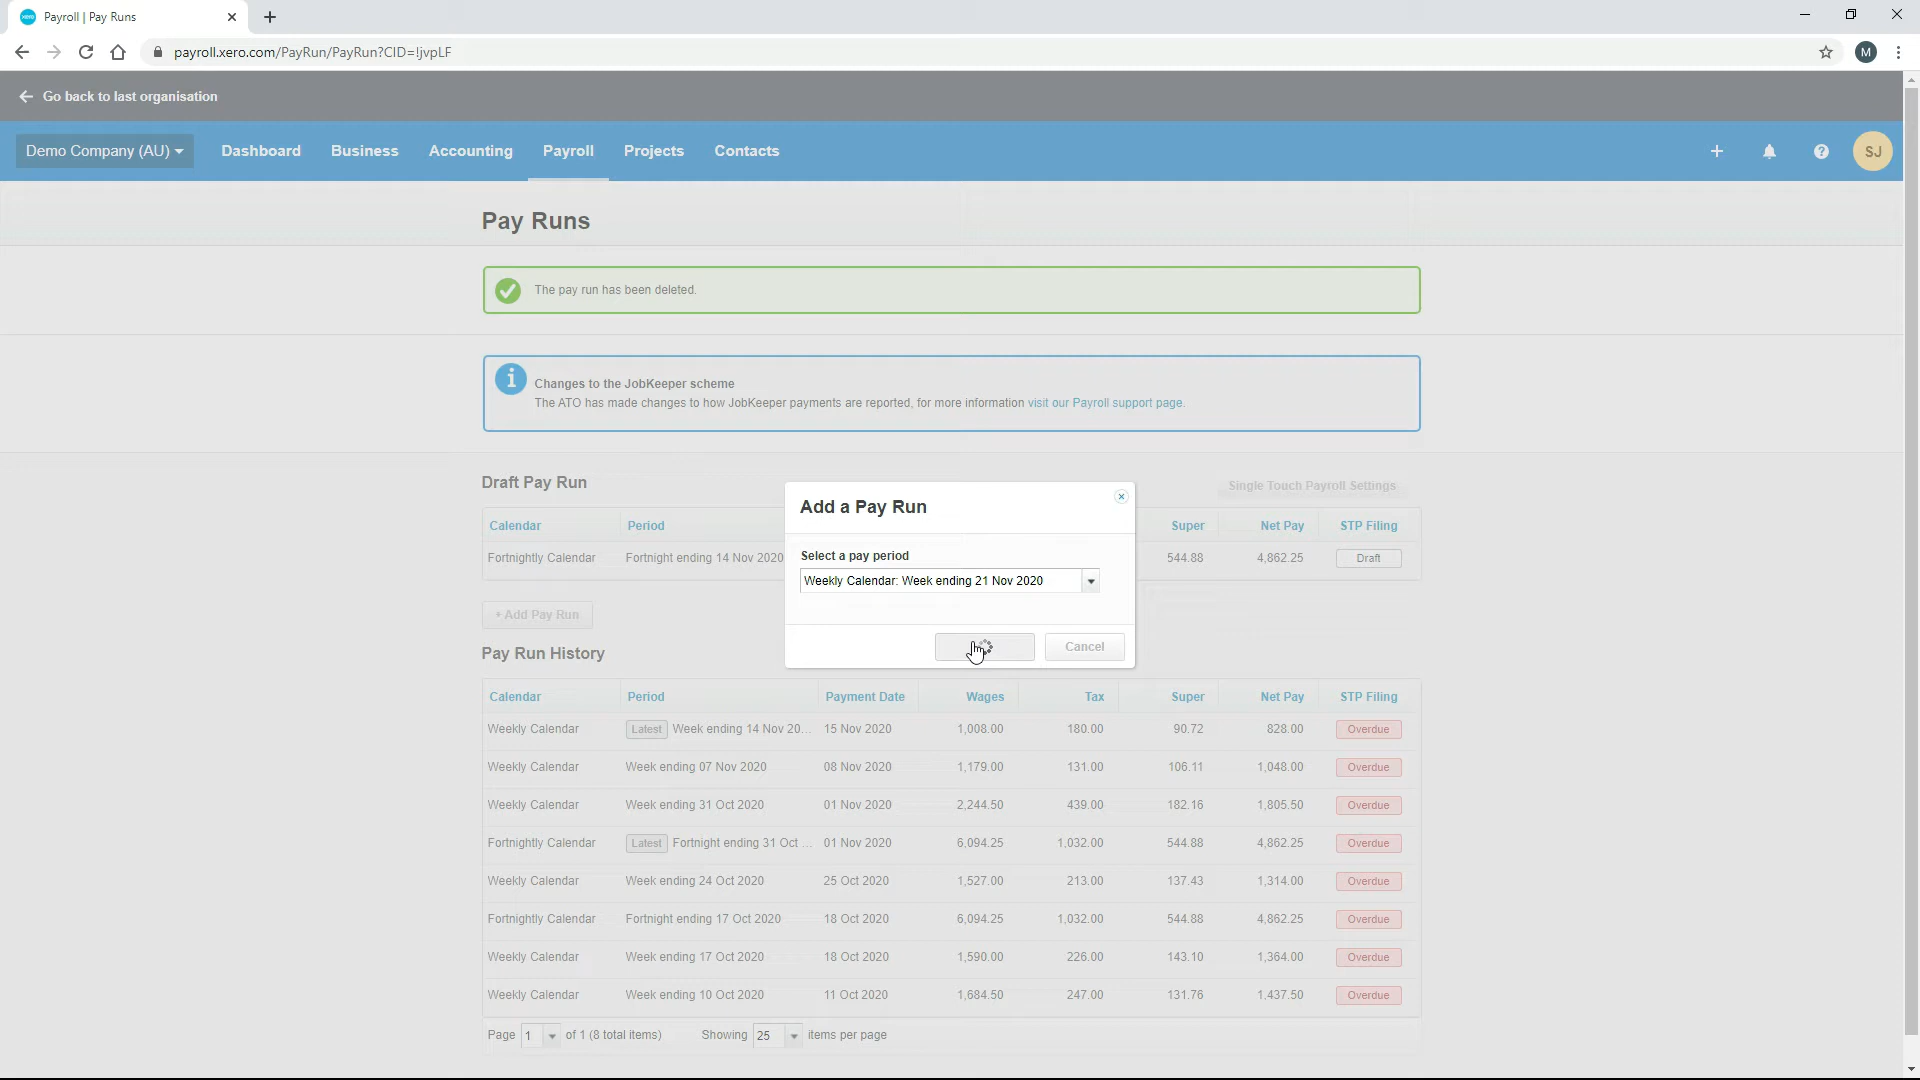 xero Payroll | Pay Runs
payroll.xero.com/PayRun/PayRun?CID=!jvpLF
M
Go back to last organisation
Demo Company (AU) Dashboard Business Accounting Payroll Projects Contacts SJ
Pay Runs
The pay run has been deleted.
Changes to the JobKeeper scheme
The ATO has made changes to how JobKeeper payments are reported, for more information visit our Payroll support page.
Draft Pay Run
Single Touch Payroll Settings
Calendar Period Super Net Pay STP Filing
Fortnightly Calendar Fortnight ending 14 Nov 2020 544.88 4,862.25 Draft
+ Add Pay Run
Add a Pay Run
Select a pay period
Weekly Calendar: Week ending 21 Nov 2020
Cancel
Pay Run History
Calendar Period Payment Date Wages Tax Super Net Pay STP Filing
Weekly Calendar Latest Week ending 14 Nov 20... 15 Nov 2020 1,008.00 180.00 90.72 828.00 Overdue
Weekly Calendar Week ending 07 Nov 2020 08 Nov 2020 1,179.00 131.00 106.11 1,048.00 Overdue
Weekly Calendar Week ending 31 Oct 2020 01 Nov 2020 2,244.50 439.00 182.16 1,805.50 Overdue
Fortnightly Calendar Latest Fortnight ending 31 Oct ... 01 Nov 2020 6,094.25 1,032.00 544.88 4,862.25 Overdue
Weekly Calendar Week ending 24 Oct 2020 25 Oct 2020 1,527.00 213.00 137.43 1,314.00 Overdue
Fortnightly Calendar Fortnight ending 17 Oct 2020 18 Oct 2020 6,094.25 1,032.00 544.88 4,862.25 Overdue
Weekly Calendar Week ending 17 Oct 2020 18 Oct 2020 1,590.00 226.00 143.10 1,364.00 Overdue
Weekly Calendar Week ending 10 Oct 2020 11 Oct 2020 1,684.50 247.00 131.76 1,437.50 Overdue
Page 1 of 1 (8 total items) Showing 25 items per page